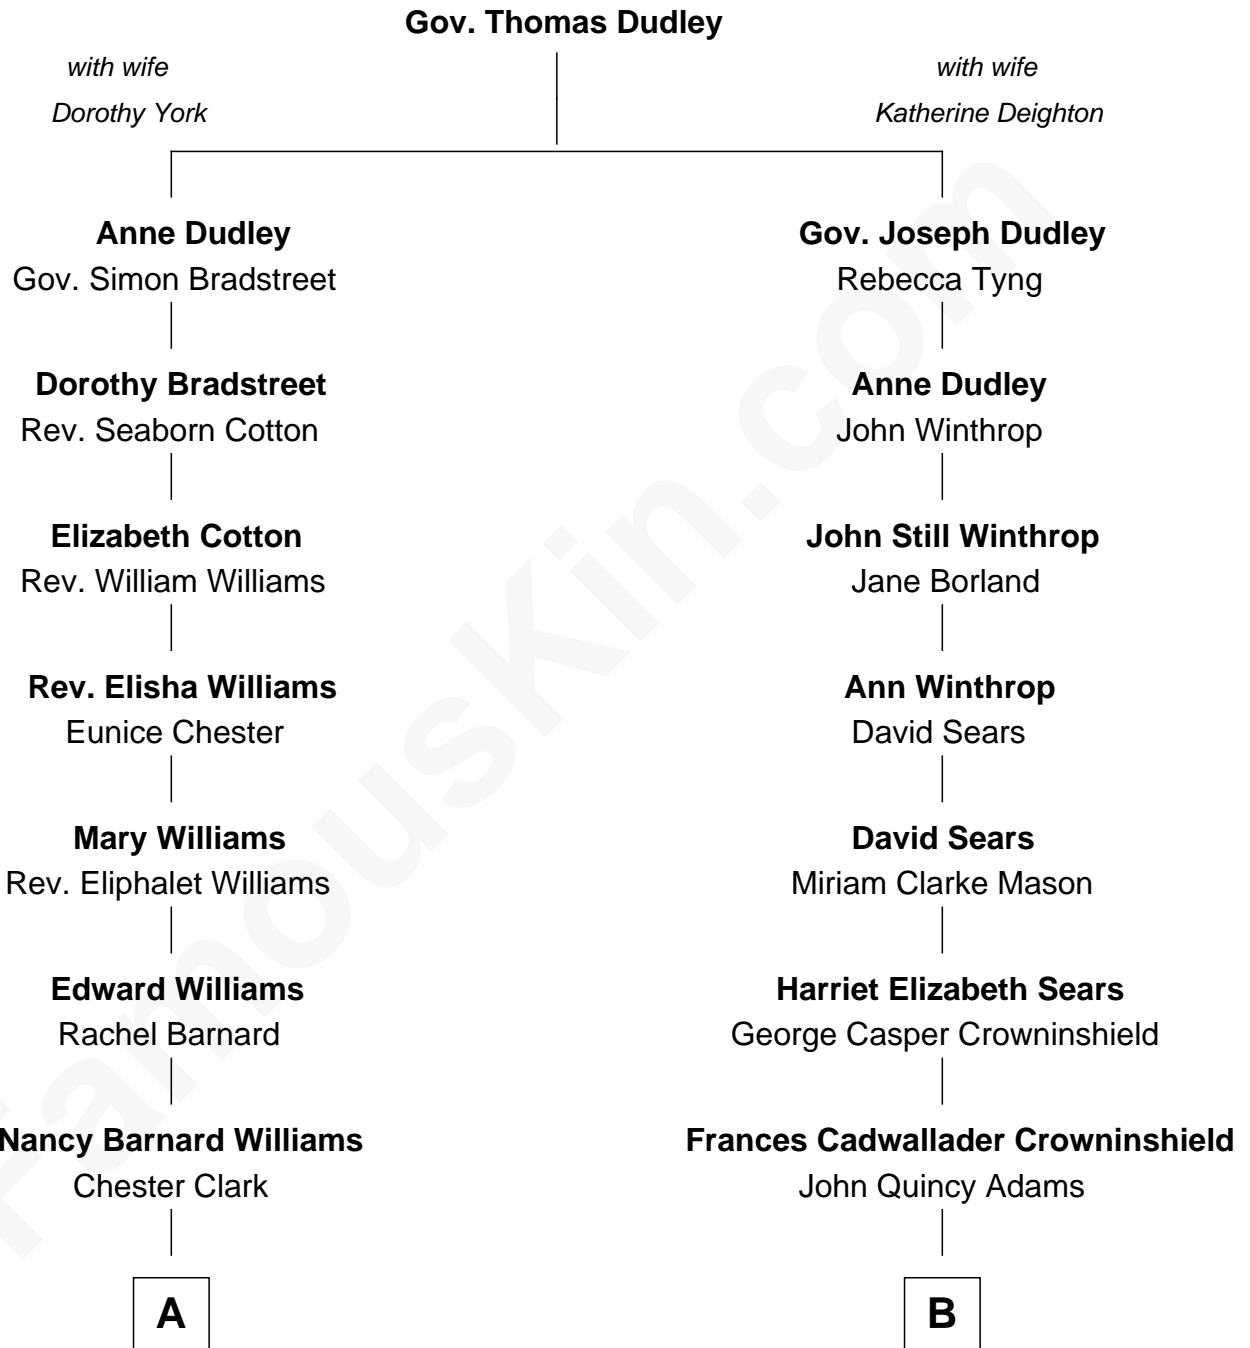 Gov. Thomas Dudley
with wife
Dorothy York
with wife
Katherine Deighton
Anne Dudley
Gov. Simon Bradstreet
Gov. Joseph Dudley
Rebecca Tyng
Dorothy Bradstreet
Rev. Seaborn Cotton
Anne Dudley
John Winthrop
Elizabeth Cotton
Rev. William Williams
John Still Winthrop
Jane Borland
Rev. Elisha Williams
Eunice Chester
Ann Winthrop
David Sears
Mary Williams
Rev. Eliphalet Williams
David Sears
Miriam Clarke Mason
Edward Williams
Rachel Barnard
Harriet Elizabeth Sears
George Casper Crowninshield
Nancy Barnard Williams
Chester Clark
Frances Cadwallader Crowninshield
John Quincy Adams
A
B
FamousKin.com